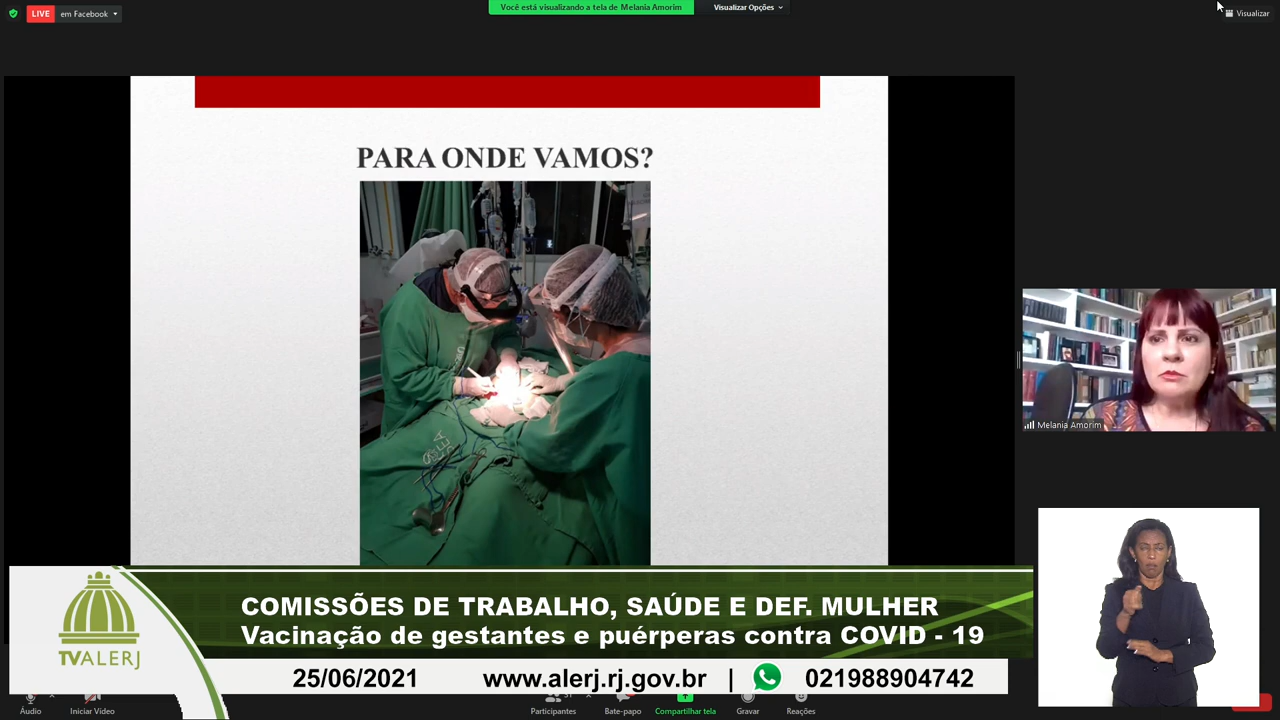 LIVE
em Facebook
Você está visualizando a tela de Melania Amorim
Visualizar Opções
Visualizar
PARA ONDE VAMOS?
Melania Amorim
COMISSÕES DE TRABALHO, SAÚDE E DEF. MULHER
Vacinação de gestantes e puérperas contra COVID - 19
TVALERJ
25/06/2021
www.alerj.rj.gov.br | 021988904742
Áudio
Iniciar Vídeo
Participantes
Bate-papo
Compartilhar tela
Gravar
Reações